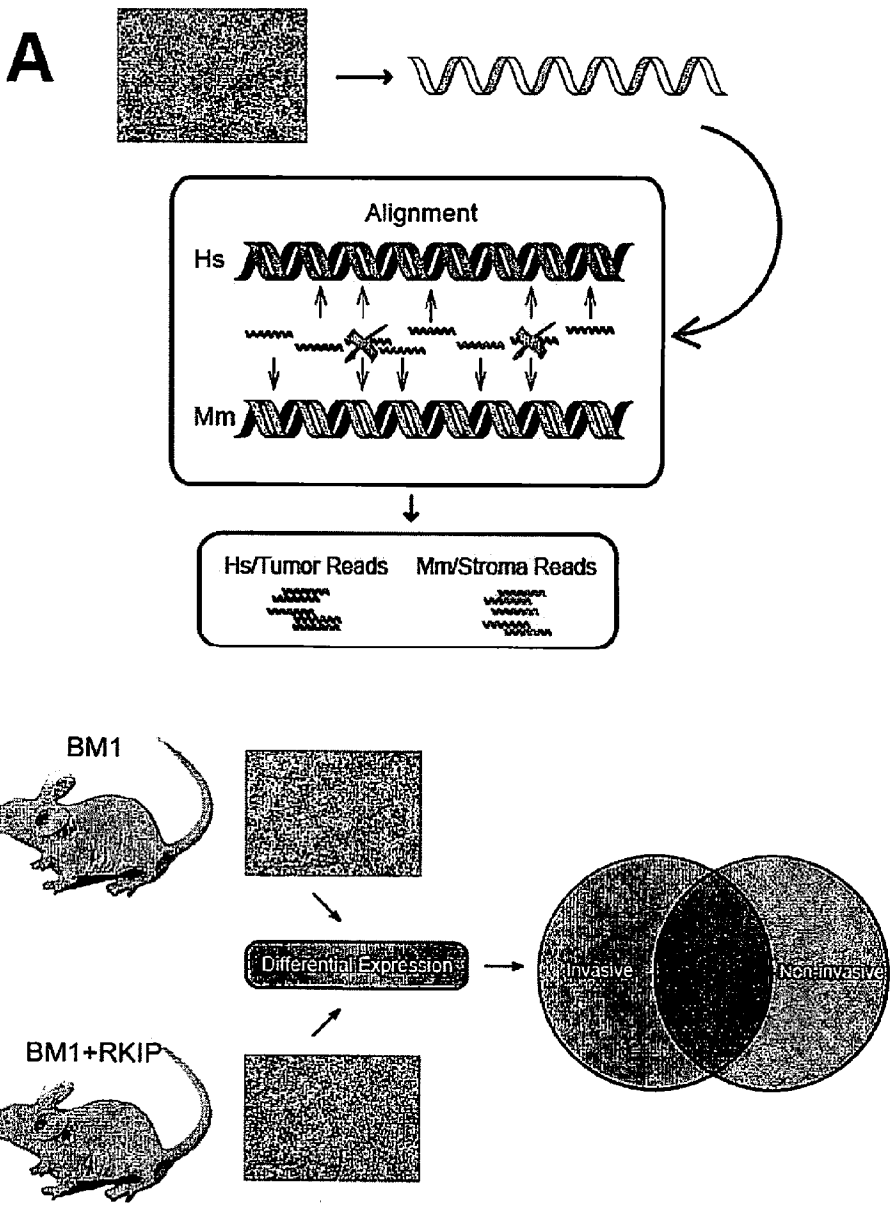 A
Alignment
Hs
Mm
Hs/Tumor Reads Mm/Stroma Reads
BM1
Differential Expression
Invasive Non-invasive
BM1+RKIP